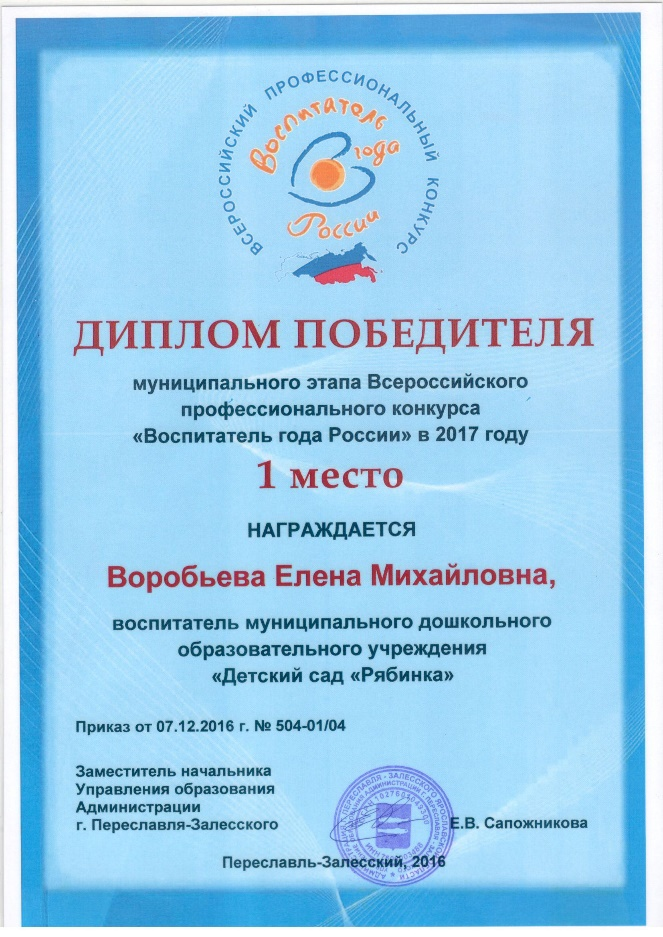 ВСЕРОССИЙСКИЙ ПРОФЕССИОНАЛЬНЫЙ КОНКУРС
Воспитатель
года
России
ДИПЛОМ ПОБЕДИТЕЛЯ
муниципального этапа Всероссийского
профессионального конкурса
«Воспитатель года России» в 2017 году
1 место
НАГРАЖДАЕТСЯ
Воробьева Елена Михайловна,
воспитатель муниципального дошкольного
образовательного учреждения
«Детский сад «Рябинка»
Приказ от 07.12.2016 г. № 504-01/04
Заместитель начальника
Управления образования
Администрации
г. Переславля-Залесского
Е.В. Сапожникова
Переславль-Залесский, 2016